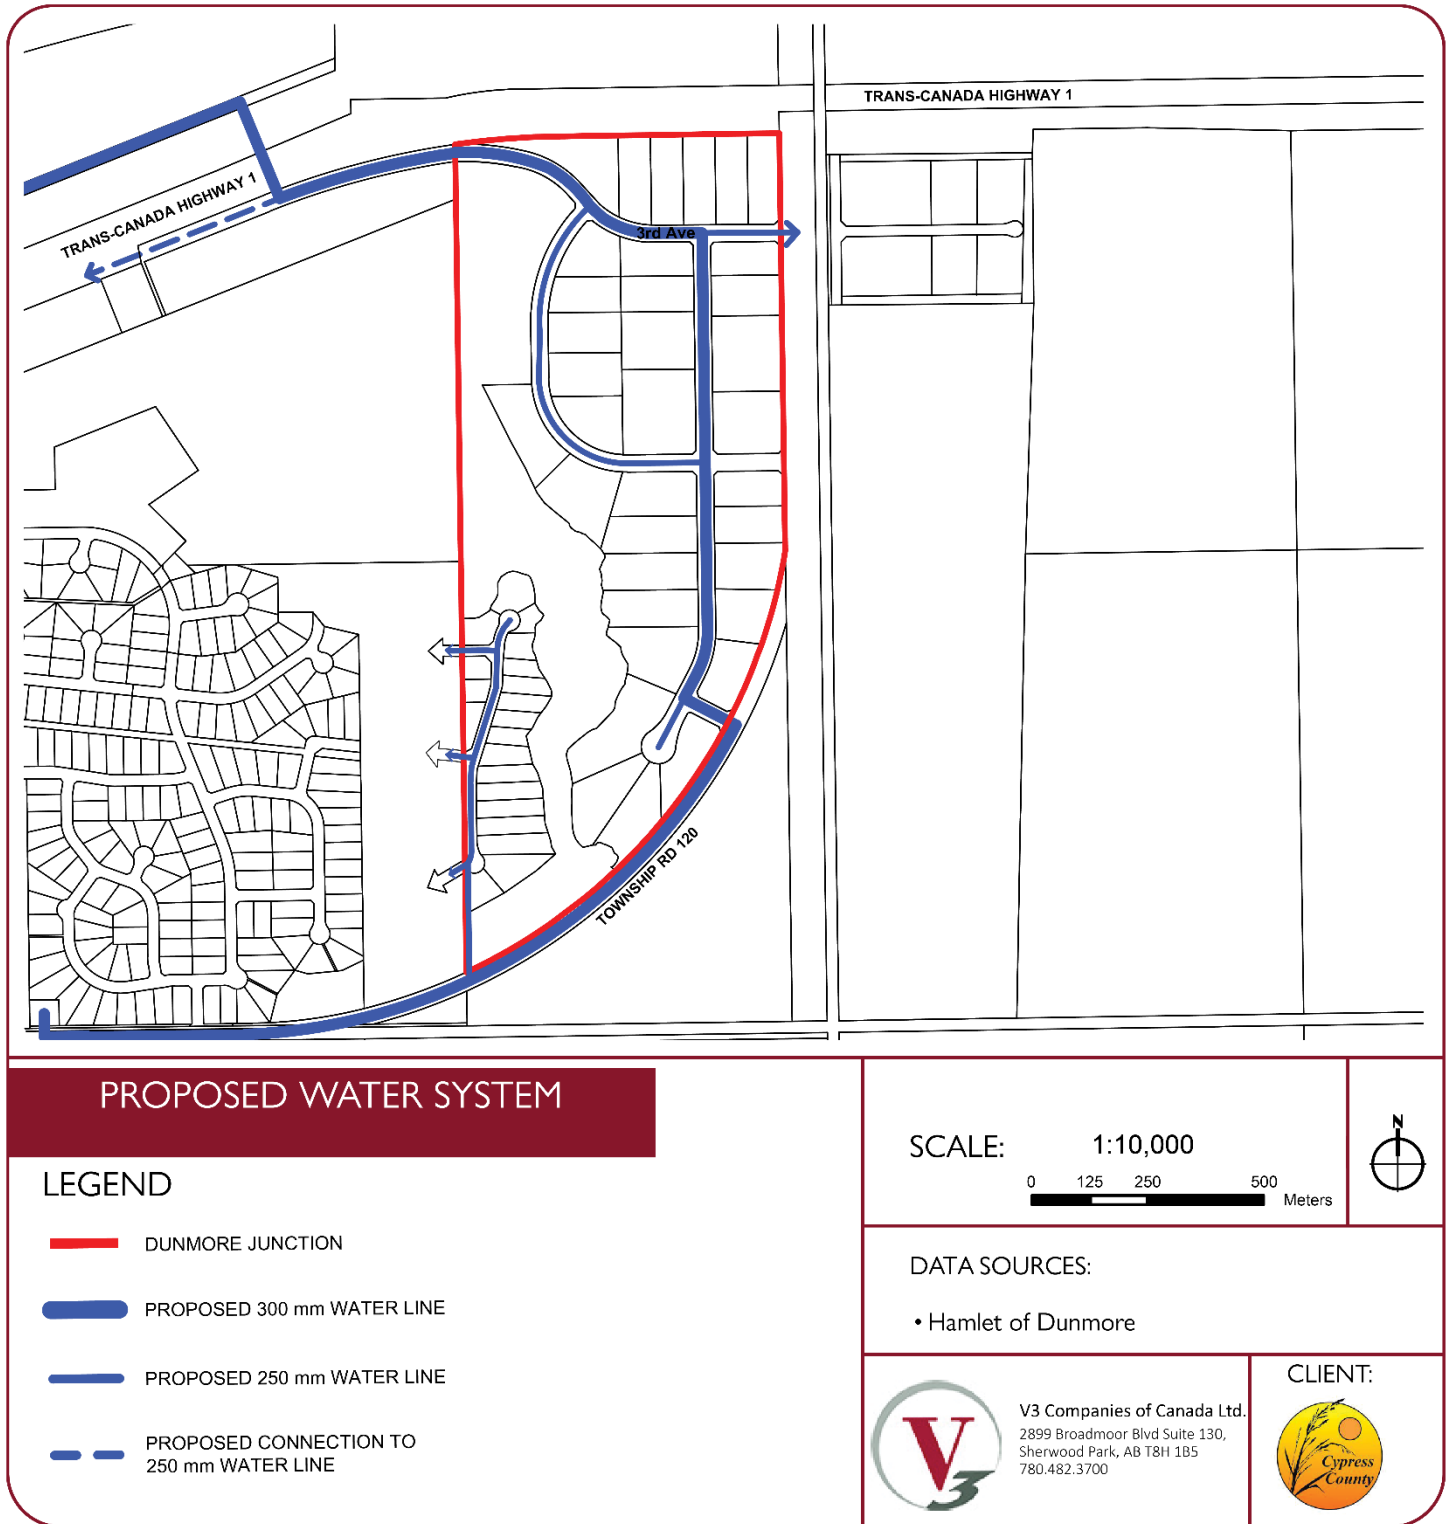 TRANS-CANADA HIGHWAY 1
TRANS-CANADA HIGHWAY 1
3rd Ave
TOWNSHIP RD 120
PROPOSED WATER SYSTEM
LEGEND
DUNMORE JUNCTION
PROPOSED 300 mm WATER LINE
PROPOSED 250 mm WATER LINE
PROPOSED CONNECTION TO
250 mm WATER LINE
SCALE: 1:10,000
0 125 250 500
Meters
N
DATA SOURCES:
• Hamlet of Dunmore
V3
V3 Companies of Canada Ltd.
2899 Broadmoor Blvd Suite 130,
Sherwood Park, AB T8H 1B5
780.482.3700
CLIENT:
Cypress
County